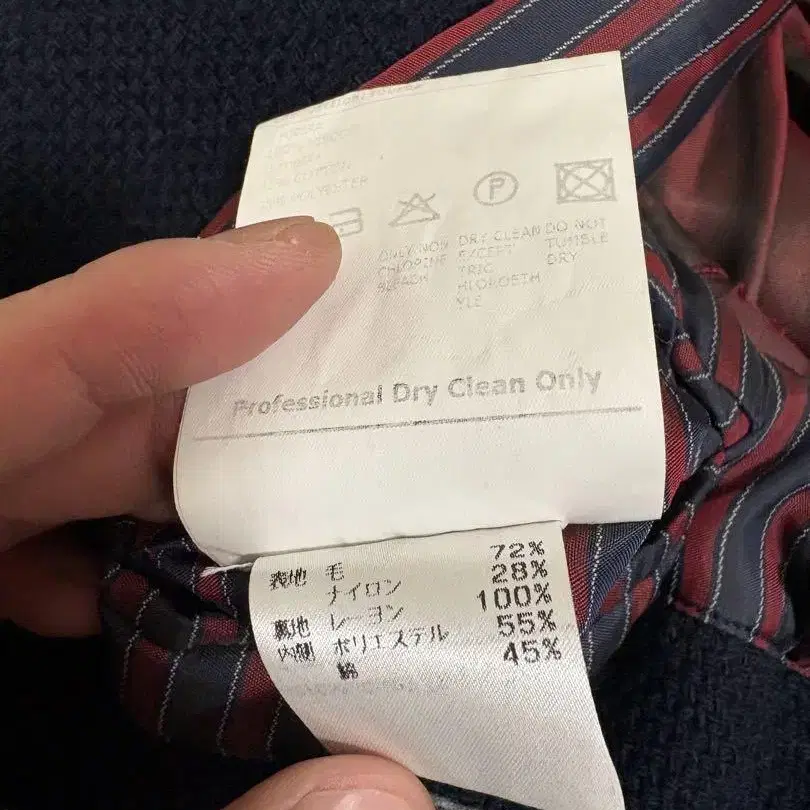 POLYESTER
P
ONLY NON DRY CLEAN DO NOT
CHLORINE EXCEPT TUMBLE
BLEACH TRIC DRY
HLOROETH
YLE
Professional Dry Clean Only
表地 毛 72%
ナイロン 28%
裏地 レーヨン 100%
内側 ポリエステル 55%
綿 45%